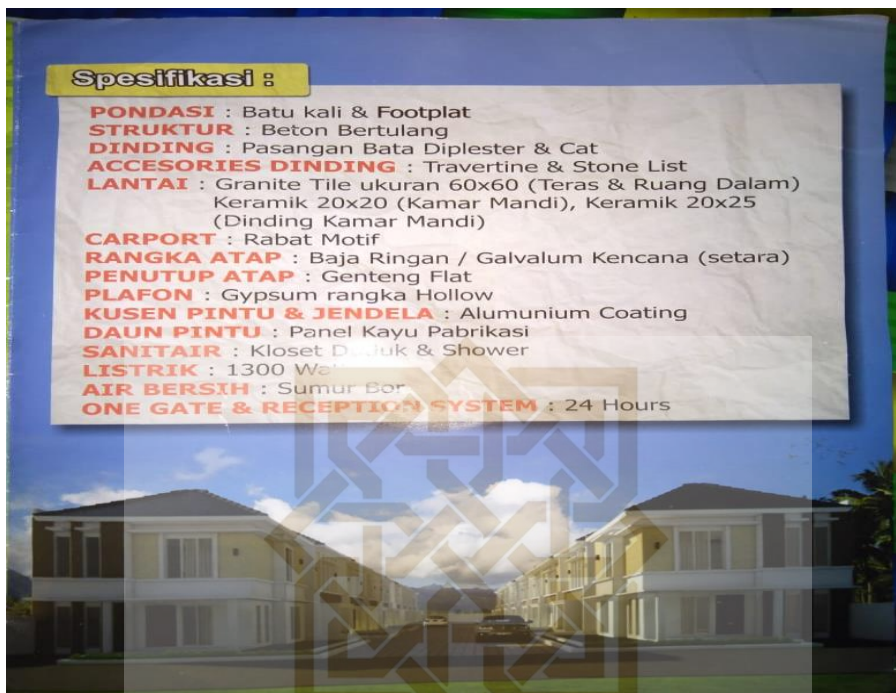 Spesifikasi :
PONDASI : Batu kali & Footplat
STRUKTUR : Beton Bertulang
DINDING : Pasangan Bata Diplester & Cat
ACCESORIES DINDING : Travertine & Stone List
LANTAI : Granite Tile ukuran 60x60 (Teras & Ruang Dalam)
Keramik 20x20 (Kamar Mandi), Keramik 20x25
(Dinding Kamar Mandi)
CARPORT : Rabat Motif
RANGKA ATAP : Baja Ringan / Galvalum Kencana (setara)
PENUTUP ATAP : Genteng Flat
PLAFON : Gypsum rangka Hollow
KUSEN PINTU & JENDELA : Alumunium Coating
DAUN PINTU : Panel Kayu Pabrikasi
SANITAIR : Kloset & Shower
LISTRIK : 1300
AIR BERSIH : Sumur Bor
ONE GATE & RECEPTION SYSTEM : 24 Hours